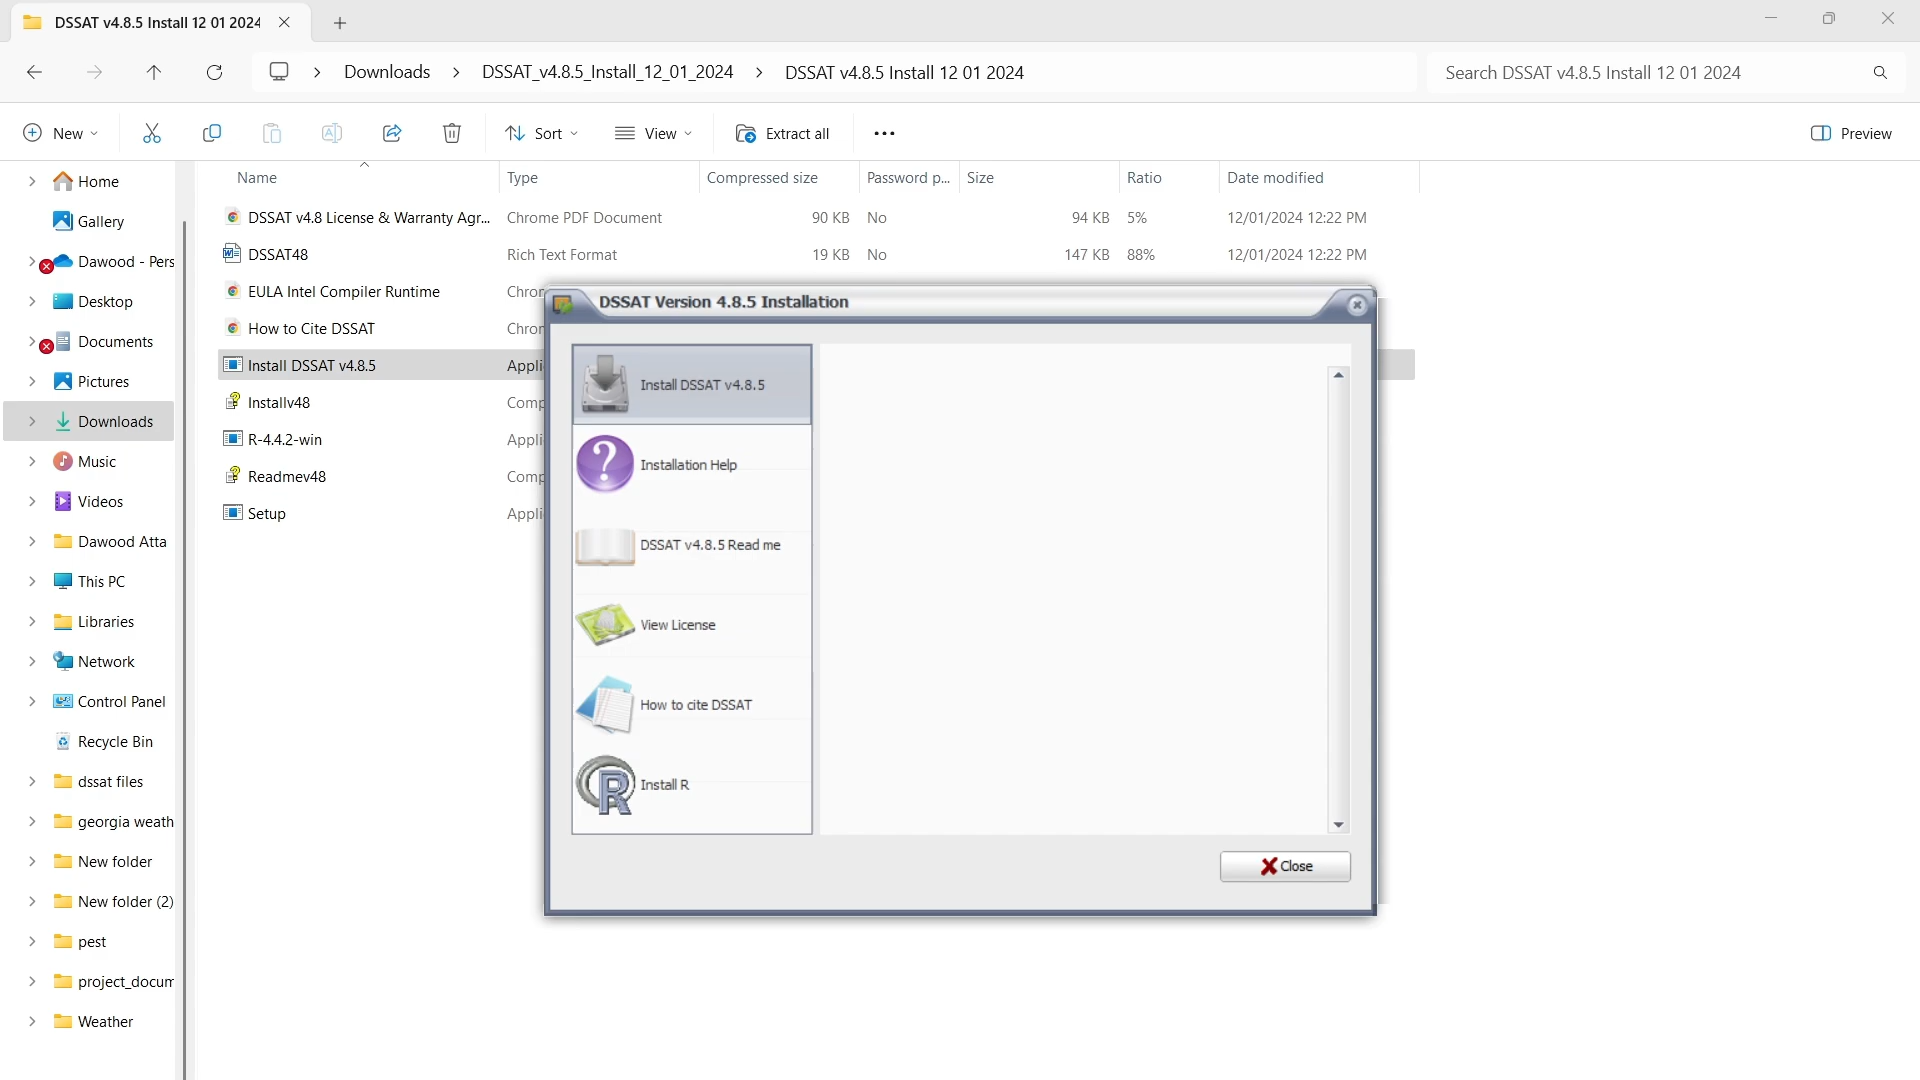 DSSAT v4.8.5 Install 12 01 2024
Downloads > DSSAT_v4.8.5_Install_12_01_2024 > DSSAT v4.8.5 Install 12 01 2024
Search DSSAT v4.8.5 Install 12 01 2024
New
Sort
View
Extract all
Preview
Name Type Compressed size Password p... Size Ratio Date modified
DSSAT v4.8 License & Warranty Agr... Chrome PDF Document 90 KB No 94 KB 5% 12/01/2024 12:22 PM
DSSAT48 Rich Text Format 19 KB No 147 KB 88% 12/01/2024 12:22 PM
EULA Intel Compiler Runtime Chror
How to Cite DSSAT Chror
Install DSSAT v4.8.5 Appli
Installv48 Comp
R-4.4.2-win Appli
Readmev48 Comp
Setup Appli
Home
Gallery
Dawood - Pers
Desktop
Documents
Pictures
Downloads
Music
Videos
Dawood Atta
This PC
Libraries
Network
Control Panel
Recycle Bin
dssat files
georgia weath
New folder
New folder (2)
pest
project_docum
Weather
DSSAT Version 4.8.5 Installation
Install DSSAT v4.8.5
Installation Help
DSSAT v4.8.5 Read me
View License
How to cite DSSAT
R Install R
Close